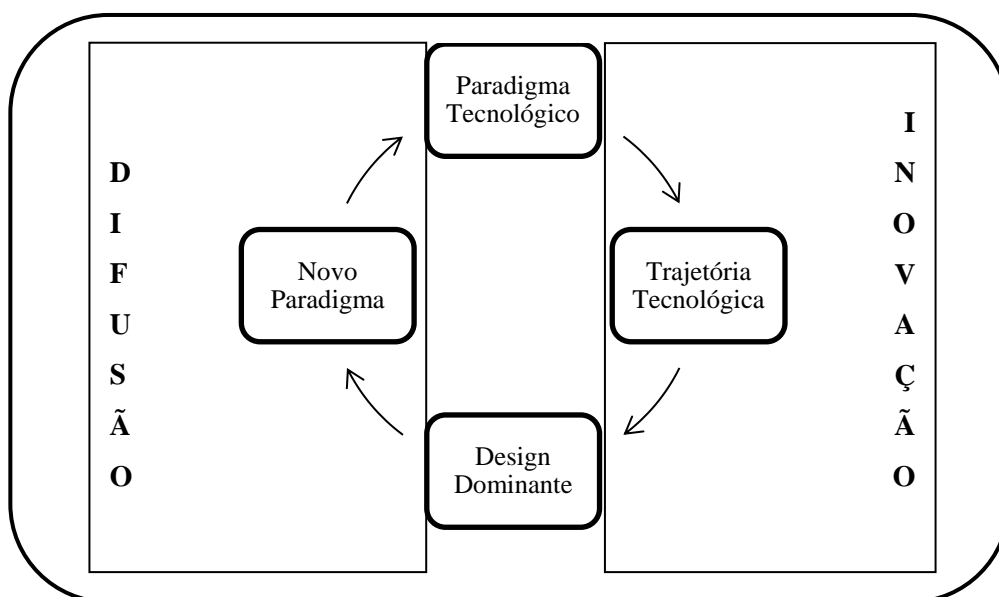 Paradigma
Tecnológico
D
I
F
U
S
Ã
O
Novo
Paradigma
Trajetória
Tecnológica
Design
Dominante
I
N
O
V
A
Ç
Ã
O